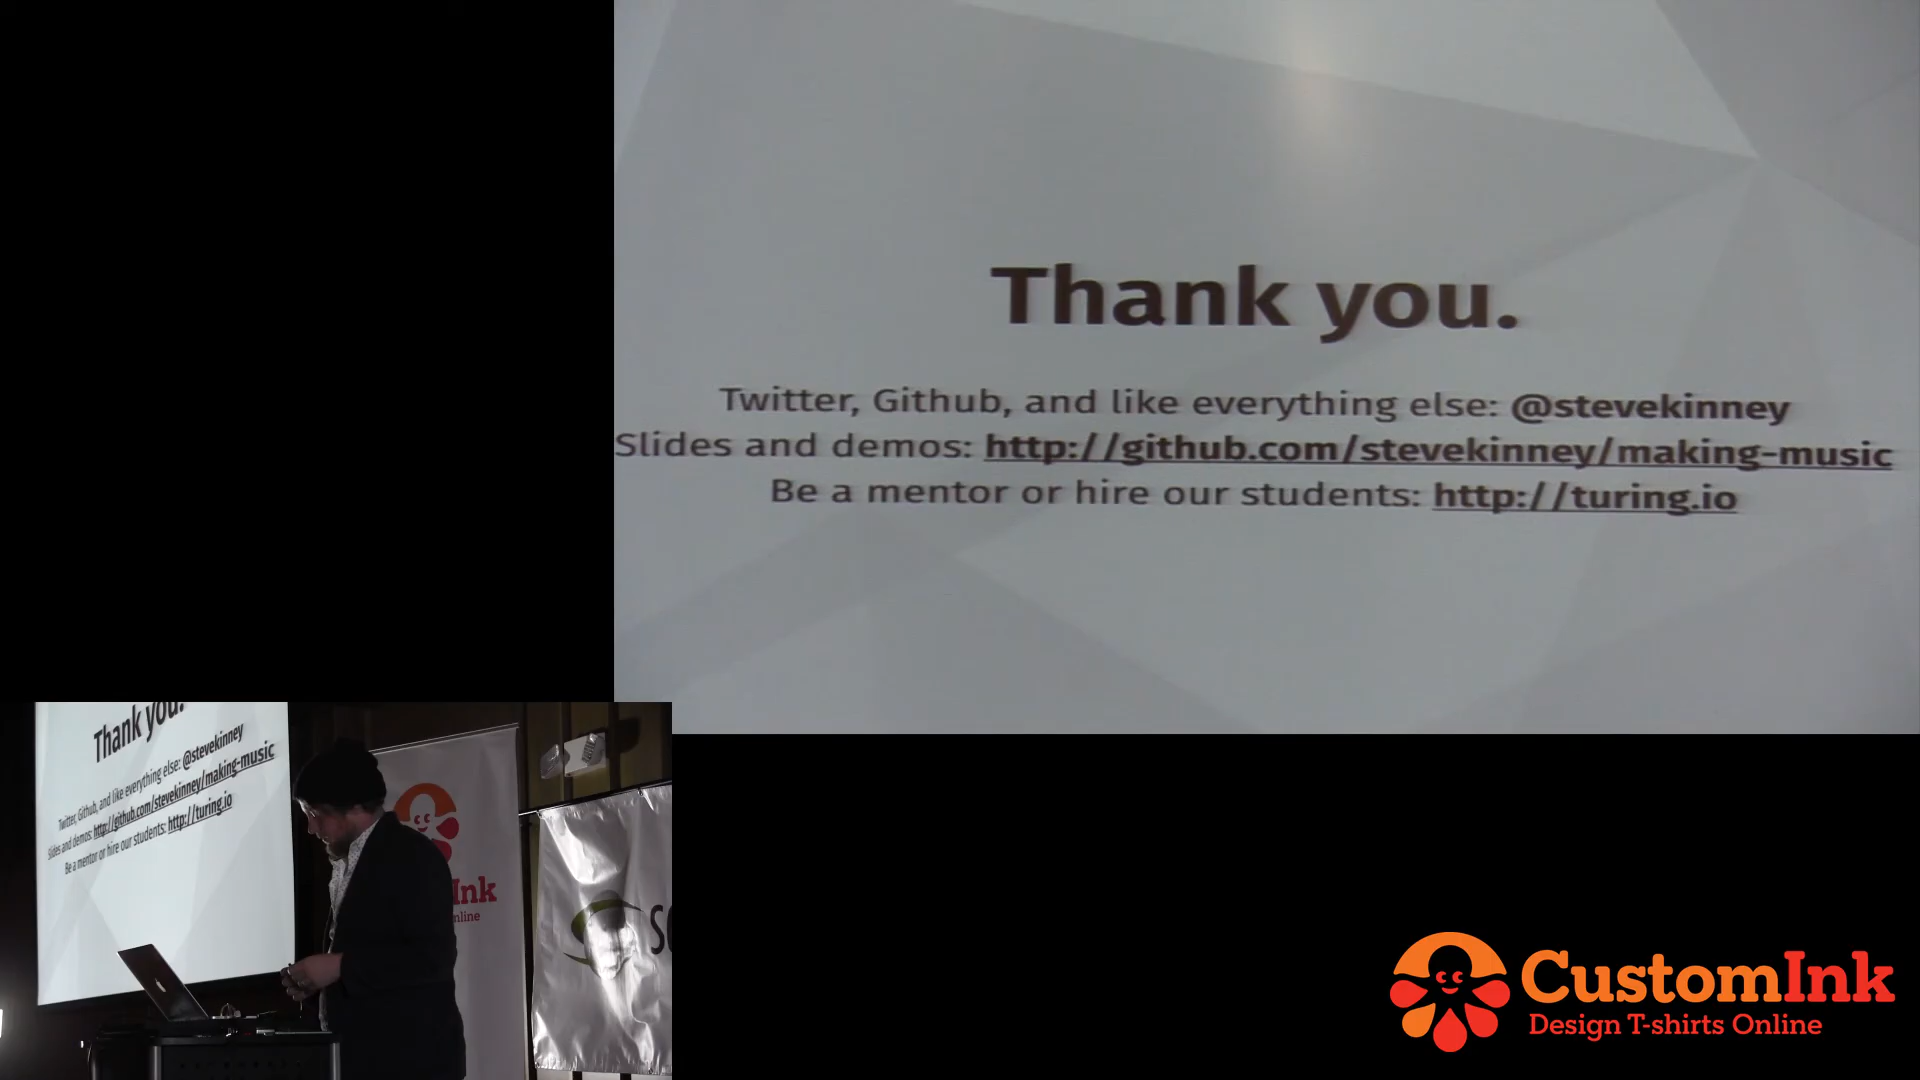 Thank you.
Twitter, Github, and like everything else: @stevekinney
Slides and demos: http://github.com/stevekinney/making-music
Be a mentor or hire our students: http://turing.io
Thank you.
Twitter, Github, and like everything else: @stevekinney
Slides and demos: http://github.com/stevekinney/making-music
Be a mentor or hire our students: http://turing.io
Ink
nline
CustomInk
Design T-shirts Online